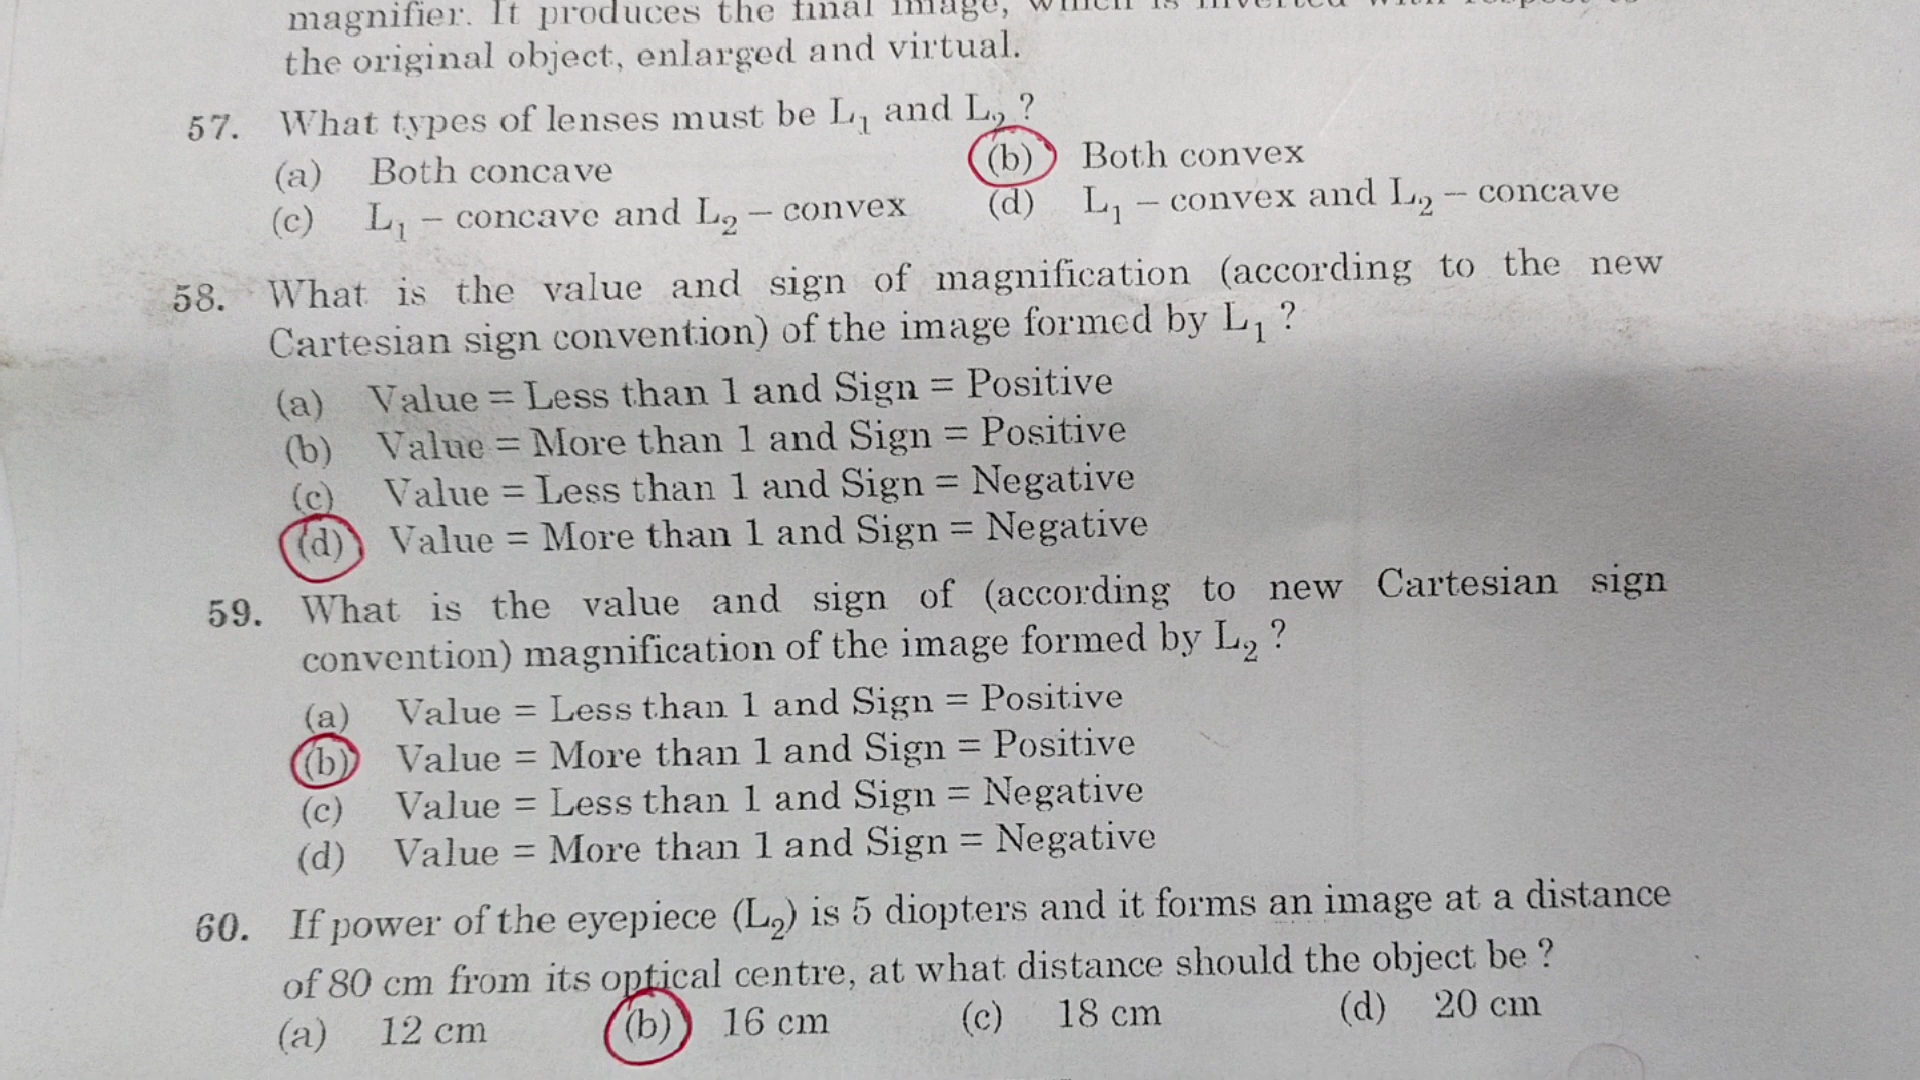 magnifier. It produces the final image, which is inverted with respect to
the original object, enlarged and virtual.
57. What types of lenses must be L₁ and L₂ ?
(a) Both concave (b) Both convex
(c) L₁ – concave and L₂ – convex (d) L₁ – convex and L₂ – concave
58. What is the value and sign of magnification (according to the new
Cartesian sign convention) of the image formed by L₁ ?
(a) Value = Less than 1 and Sign = Positive
(b) Value = More than 1 and Sign = Positive
(c) Value = Less than 1 and Sign = Negative
(d) Value = More than 1 and Sign = Negative
59. What is the value and sign of (according to new Cartesian sign
convention) magnification of the image formed by L₂ ?
(a) Value = Less than 1 and Sign = Positive
(b) Value = More than 1 and Sign = Positive
(c) Value = Less than 1 and Sign = Negative
(d) Value = More than 1 and Sign = Negative
60. If power of the eyepiece (L₂) is 5 diopters and it forms an image at a distance
of 80 cm from its optical centre, at what distance should the object be ?
(a) 12 cm (b) 16 cm (c) 18 cm (d) 20 cm